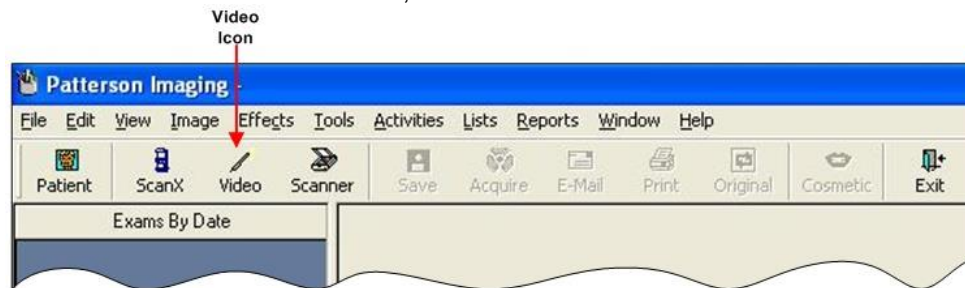 Video
Icon
Patterson Imaging -
File Edit View Image Effects Tools Activities Lists Reports Window Help
Patient ScanX Video Scanner Save Acquire E-Mail Print Original Cosmetic Exit
Exams By Date